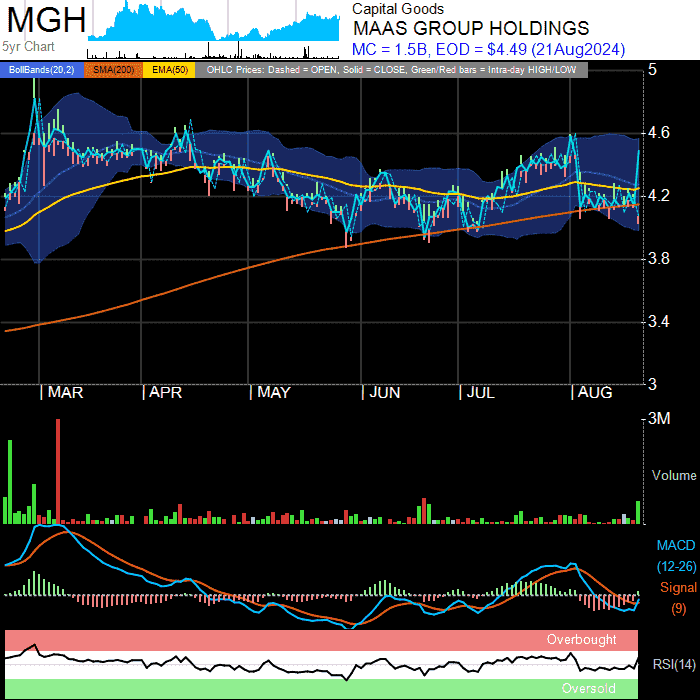 MGH
5yr Chart
Capital Goods
MAAS GROUP HOLDINGS
MC = 1.5B, EOD = $4.49 (21Aug2024)
BollBands(20,2) SMA(200) EMA(50) OHLC Prices: Dashed = OPEN, Solid = CLOSE, Green/Red bars = Intra-day HIGH/LOW
5
4.6
4.2
3.8
3.4
3
| MAR | APR | MAY | JUN | JUL | AUG
3M
Volume
MACD
(12-26)
Signal
(9)
Overbought
RSI(14)
Oversold